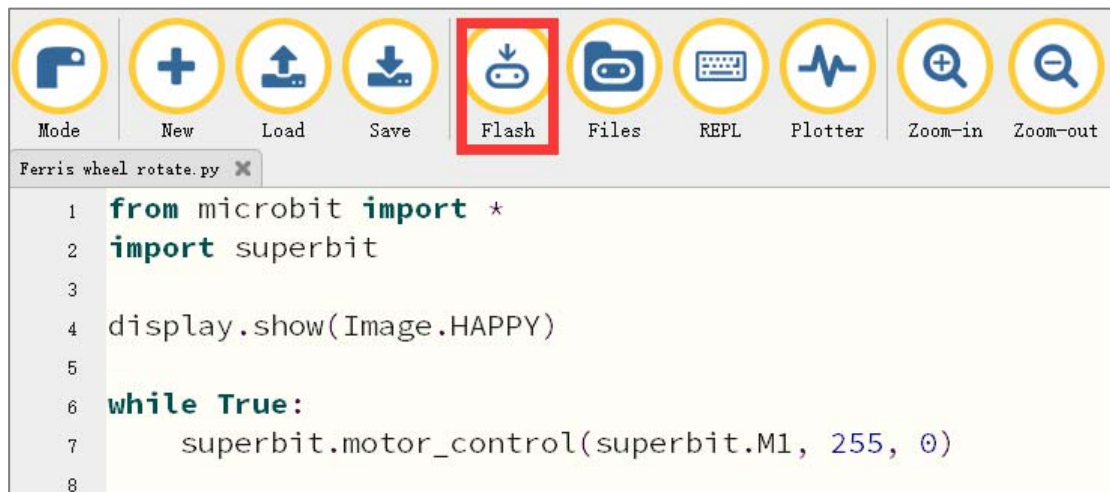 Mode New Load Save Flash Files REPL Plotter Zoom-in Zoom-out
Ferris wheel rotate.py
1 from microbit import *
2 import superbit
3
4 display.show(Image.HAPPY)
5
6 while True:
7     superbit.motor_control(superbit.M1, 255, 0)
8